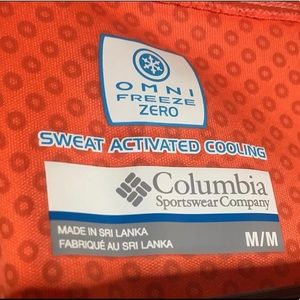 OMNI
FREEZE
ZERO
SWEAT ACTIVATED COOLING
Columbia
Sportswear Company
MADE IN SRI LANKA
FABRIQUÉ AU SRI LANKA
M/M